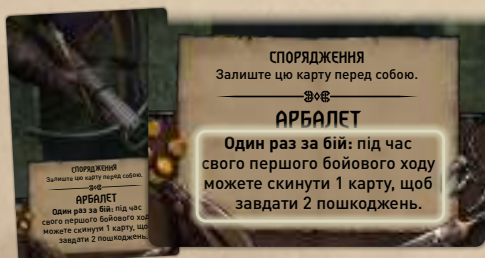 СПОРЯДЖЕННЯ
Залиште цю карту перед собою.
АРБАЛЕТ
Один раз за бій: під час
свого першого бойового ходу
можете скинути 1 карту, щоб
завдати 2 пошкоджень.
СПОРЯДЖЕННЯ
Залиште цю карту перед собою.
АРБАЛЕТ
Один раз за бій: під час
свого першого бойового ходу
можете скинути 1 карту, щоб
завдати 2 пошкоджень.